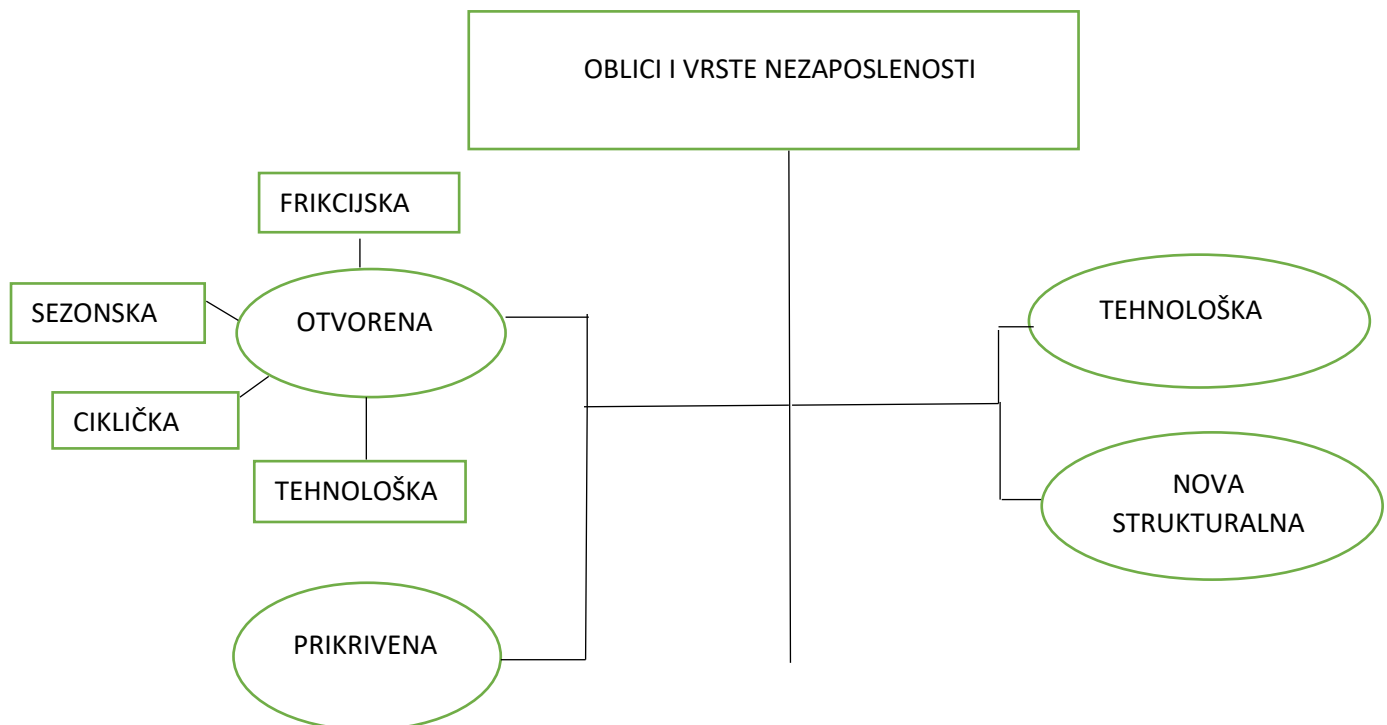 OBLICI I VRSTE NEZAPOSLENOSTI
FRIKCIJSKA
SEZONSKA
OTVORENA
CIKLIČKA
TEHNOLOŠKA
PRIKRIVENA
TEHNOLOŠKA
NOVA
STRUKTURALNA